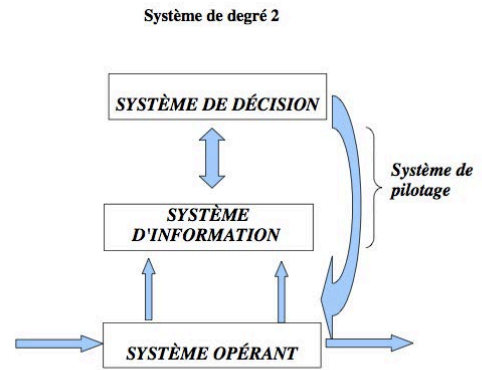 Système de degré 2
SYSTÈME DE DÉCISION
Système de
pilotage
SYSTÈME
D'INFORMATION
SYSTÈME OPÉRANT